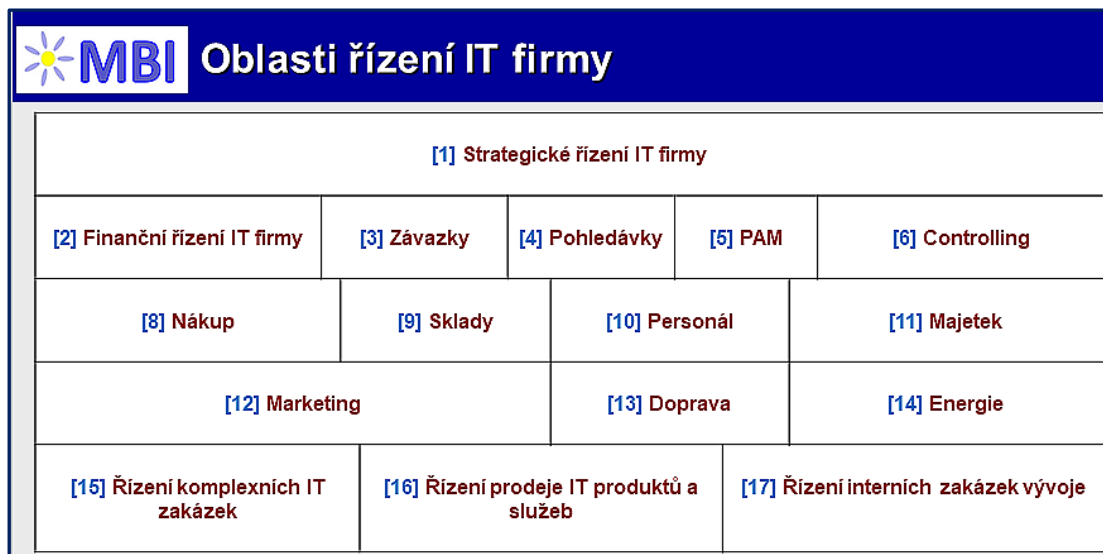 MBI Oblasti řízení IT firmy
[1] Strategické řízení IT firmy
[2] Finanční řízení IT firmy [3] Závazky [4] Pohledávky [5] PAM [6] Controlling
[8] Nákup [9] Sklady [10] Personál [11] Majetek
[12] Marketing [13] Doprava [14] Energie
[15] Řízení komplexních IT
zakázek
[16] Řízení prodeje IT produktů a
služeb
[17] Řízení interních zakázek vývoje